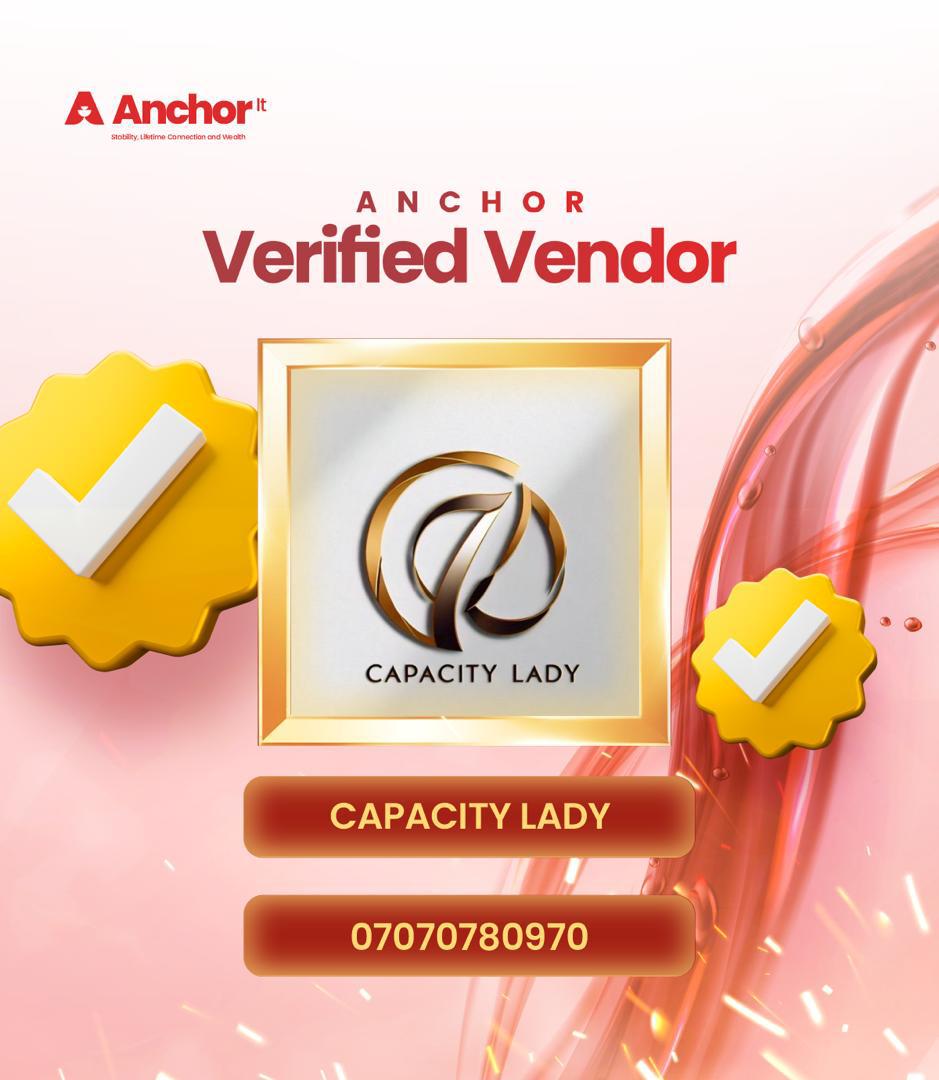 Anchor It
Stability, Lifetime Connection and Wealth
ANCHOR
Verified Vendor
CAPACITY LADY
CAPACITY LADY
07070780970